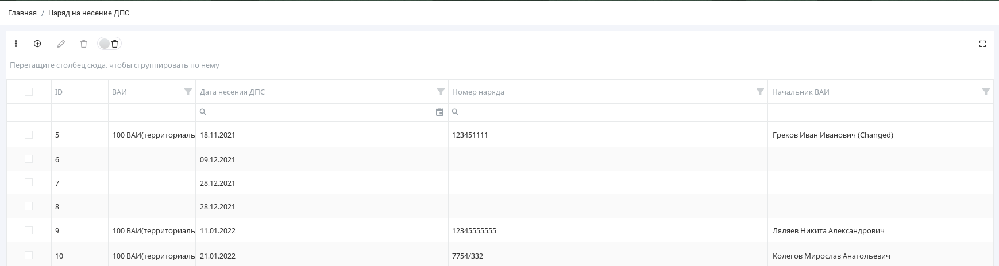 Главная / Наряд на несение ДПС
Перетащите столбец сюда, чтобы сгруппировать по нему
ID ВАИ Дата несения ДПС Номер наряда Начальник ВАИ
5 100 ВАИ(территориаль 18.11.2021 123451111 Греков Иван Иванович (Changed)
6 09.12.2021
7 28.12.2021
8 28.12.2021
9 100 ВАИ(территориаль 11.01.2022 12345555555 Ляляев Никита Александрович
10 100 ВАИ(территориаль 21.01.2022 7754/332 Колегов Мирослав Анатольевич